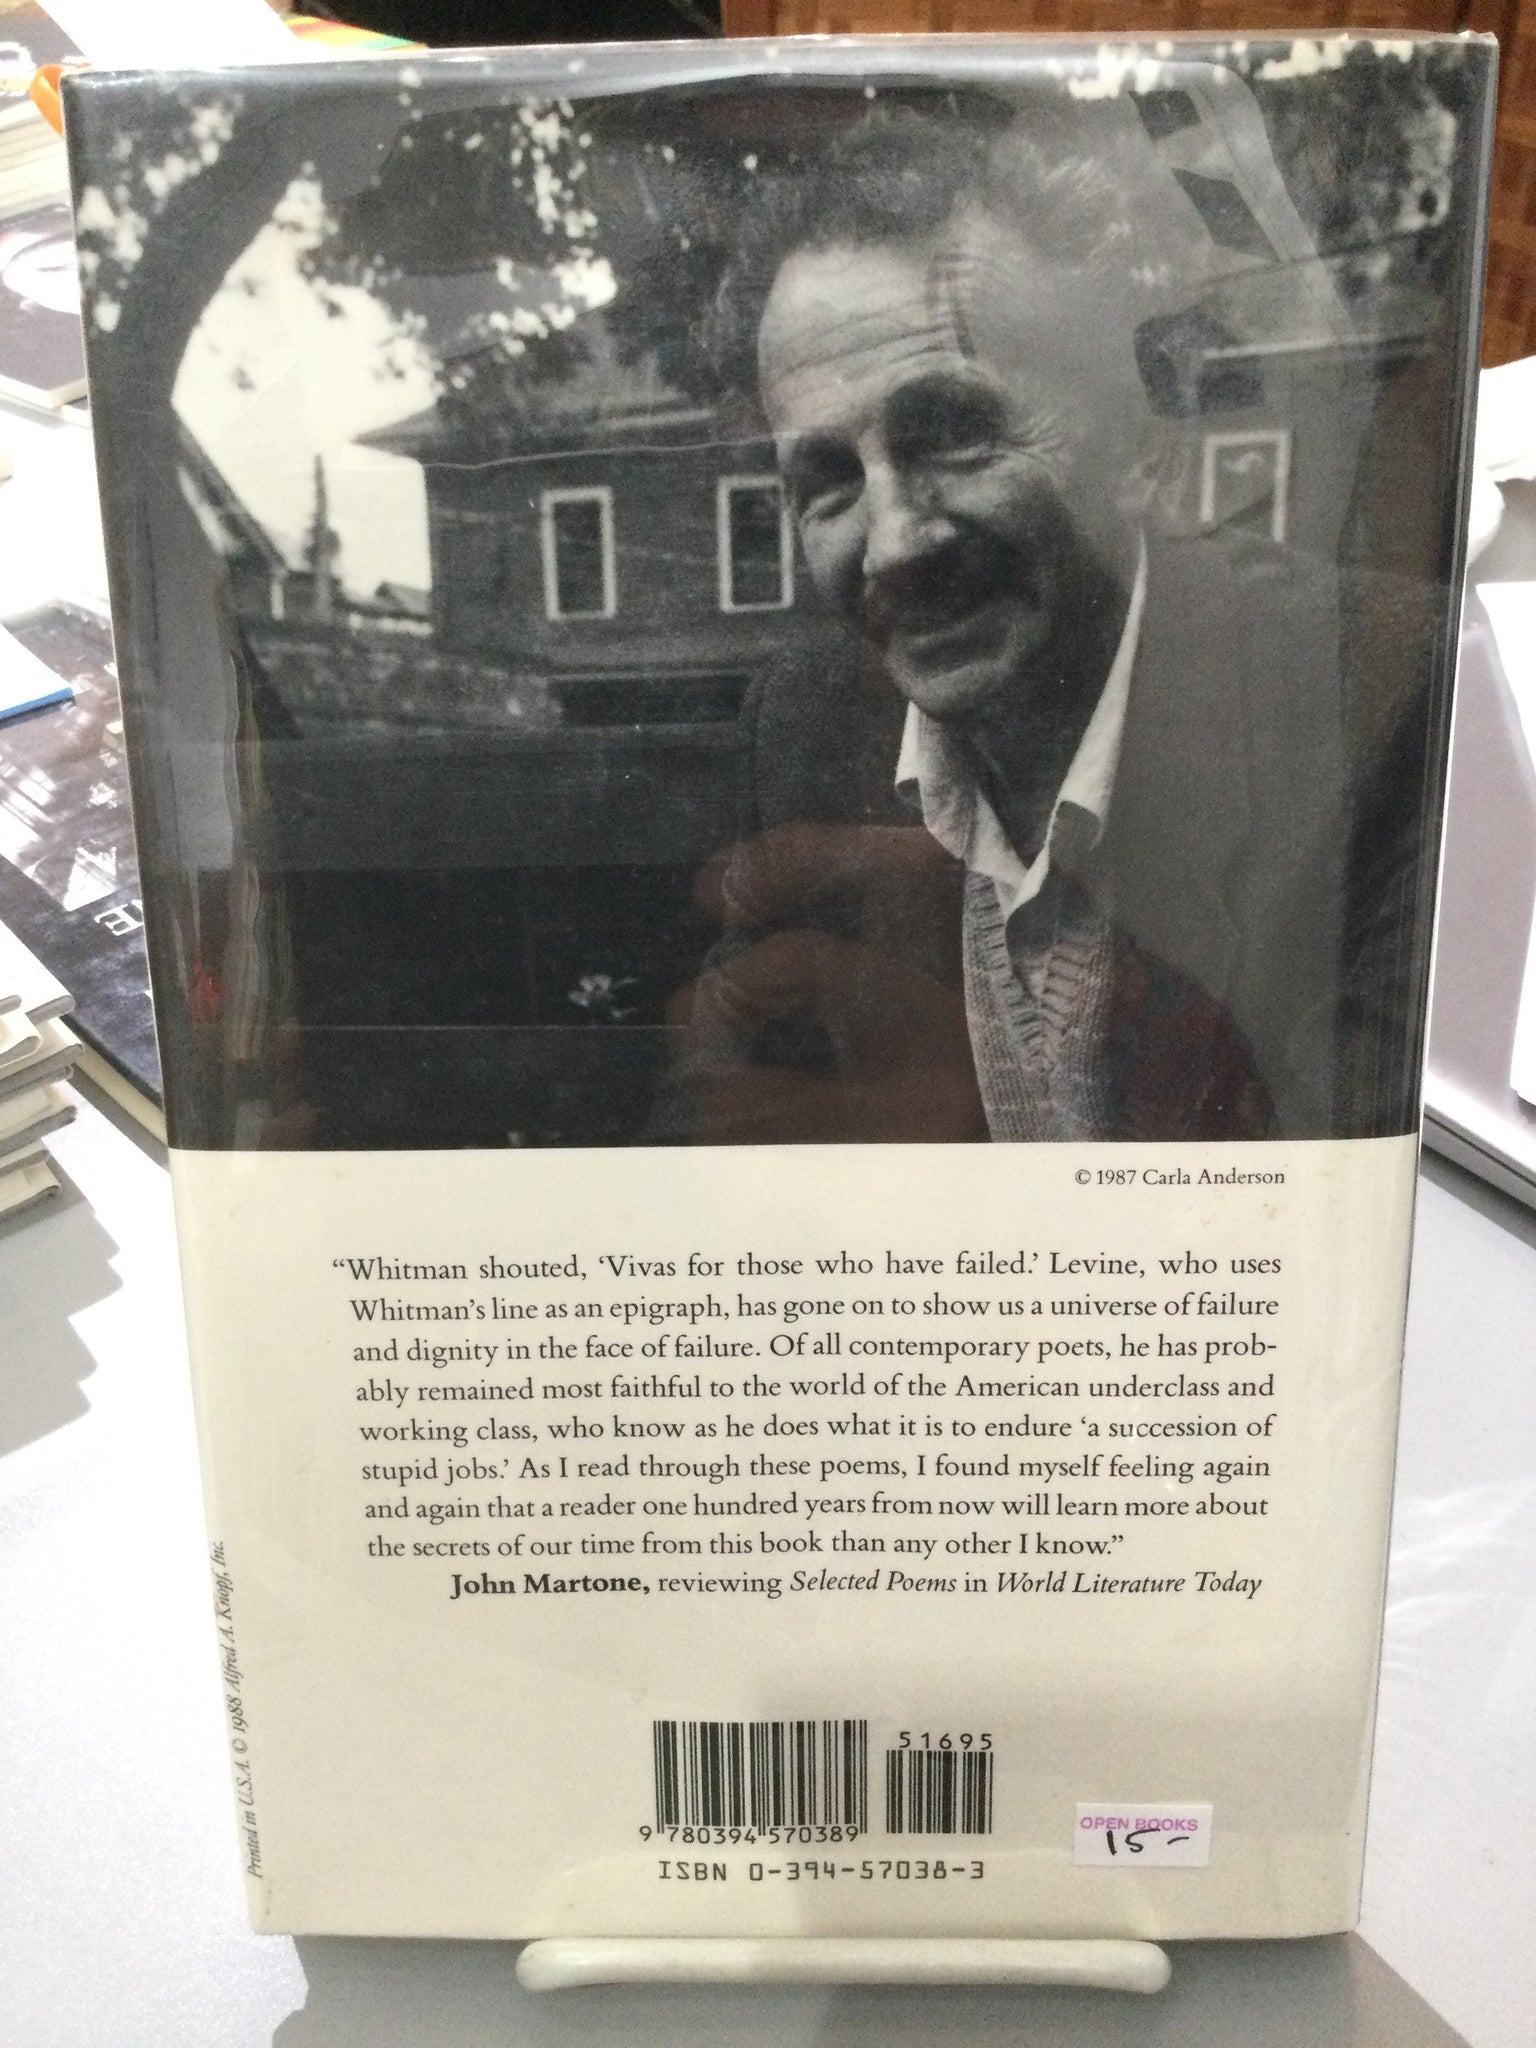 © 1987 Carla Anderson
“Whitman shouted, ‘Vivas for those who have failed.’ Levine, who uses
Whitman’s line as an epigraph, has gone on to show us a universe of failure
and dignity in the face of failure. Of all contemporary poets, he has prob-
ably remained most faithful to the world of the American underclass and
working class, who know as he does what it is to endure ‘a succession of
stupid jobs.’ As I read through these poems, I found myself feeling again
and again that a reader one hundred years from now will learn more about
the secrets of our time from this book than any other I know.”
John Martone, reviewing Selected Poems in World Literature Today
Printed in U.S.A. © 1988 Alfred A. Knopf, Inc.
51695
9 780394 570389
ISBN 0-394-57038-3
OPEN BOOKS
15-